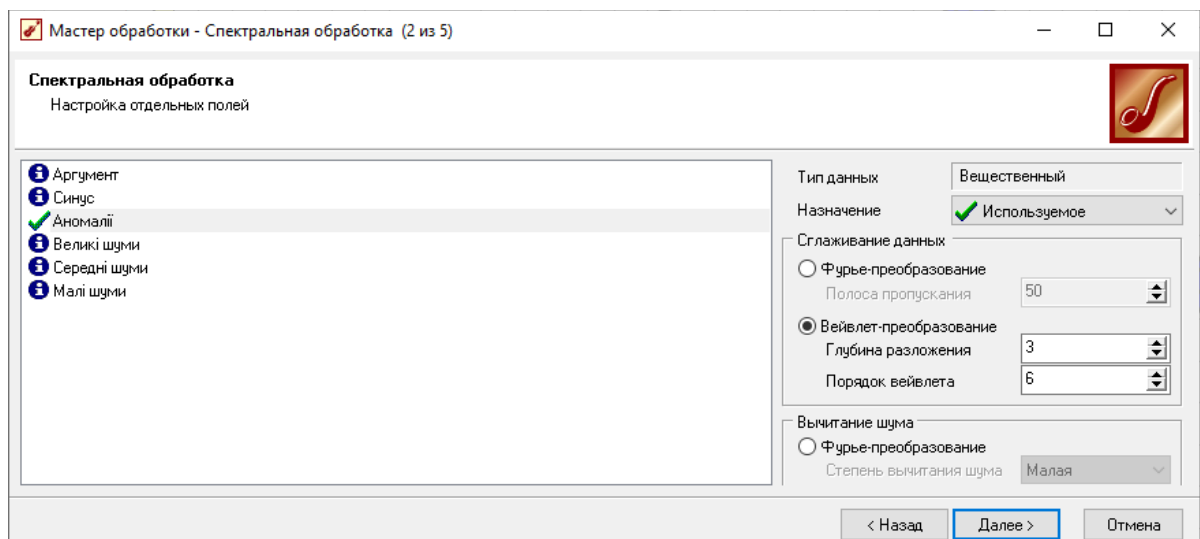 Мастер обработки - Спектральная обработка (2 из 5)
Спектральная обработка
Настройка отдельных полей
Аргумент
Синус
Аномалії
Великі шуми
Середні шуми
Малі шуми
Тип данных Вещественный
Назначение Используемое
Сглаживание данных
Фурье-преобразование
Полоса пропускания 50
Вейвлет-преобразование
Глубина разложения 3
Порядок вейвлета 6
Вычитание шума
Фурье-преобразование
Степень вычитания шума Малая
< Назад Далее > Отмена